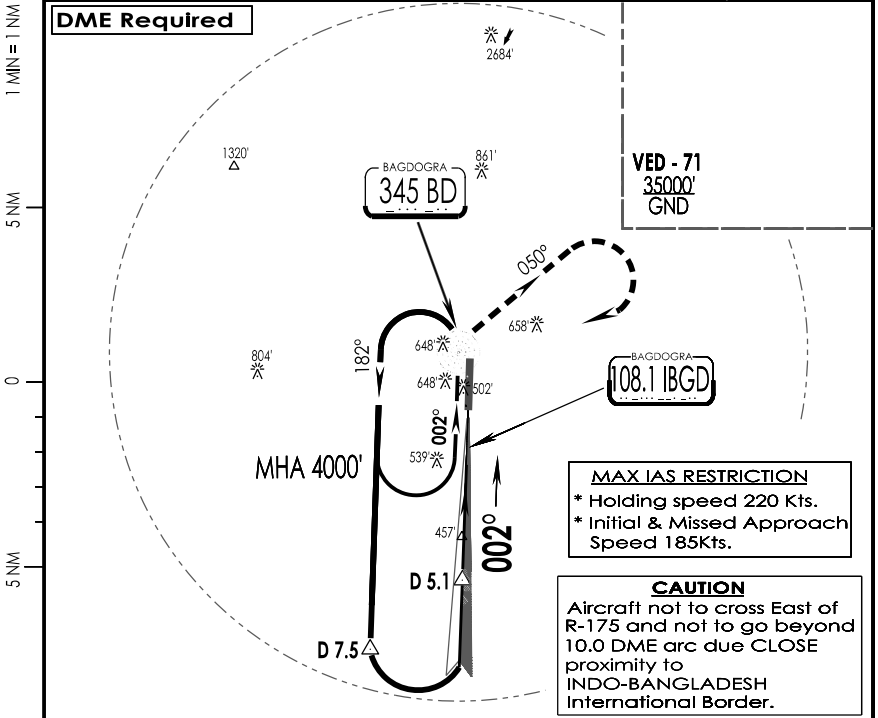 DME Required
1 MIN = 1 NM
2684'
1320'
861'
BAGDOGRA
345 BD
VED - 71
35000'
GND
5 NM
050°
658'
648'
182°
804'
BAGDOGRA
108.1 IBGD
0
648'
502'
002°
539'
MHA 4000'
MAX IAS RESTRICTION
* Holding speed 220 Kts.
* Initial & Missed Approach
Speed 185Kts.
457'
002°
5 NM
D 5.1
D 7.5
CAUTION
Aircraft not to cross East of
R-175 and not to go beyond
10.0 DME arc due CLOSE
proximity to
INDO-BANGLADESH
International Border.